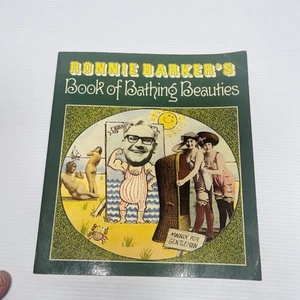 RONNIE BARKER'S
Book of Bathing Beauties